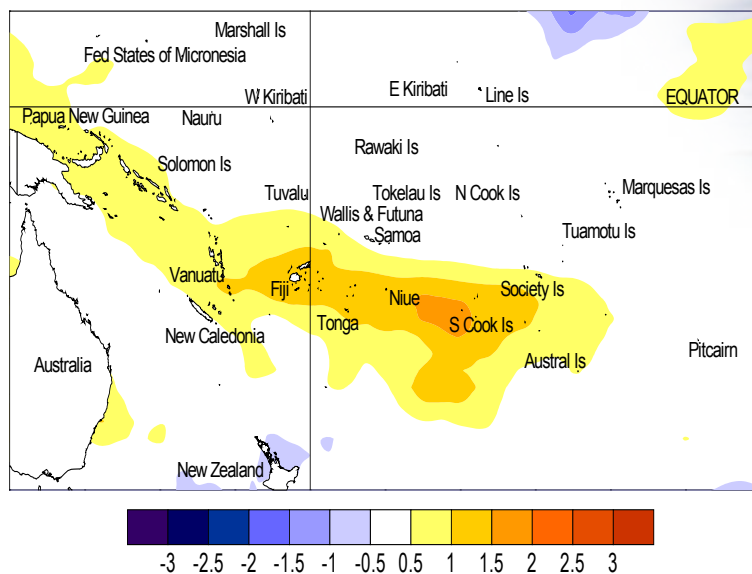 Marshall Is
Fed States of Micronesia
W Kiribati
E Kiribati
Line Is
EQUATOR
Papua New Guinea
Nauru
Rawaki Is
Solomon Is
Tuvalu
Tokelau Is
N Cook Is
Marquesas Is
Wallis & Futuna
Samoa
Tuamotu Is
Vanuatu
Fiji
Niue
Society Is
New Caledonia
Tonga
S Cook Is
Australia
Austral Is
Pitcairn
New Zealand
-3 -2.5 -2 -1.5 -1 -0.5 0.5 1 1.5 2 2.5 3